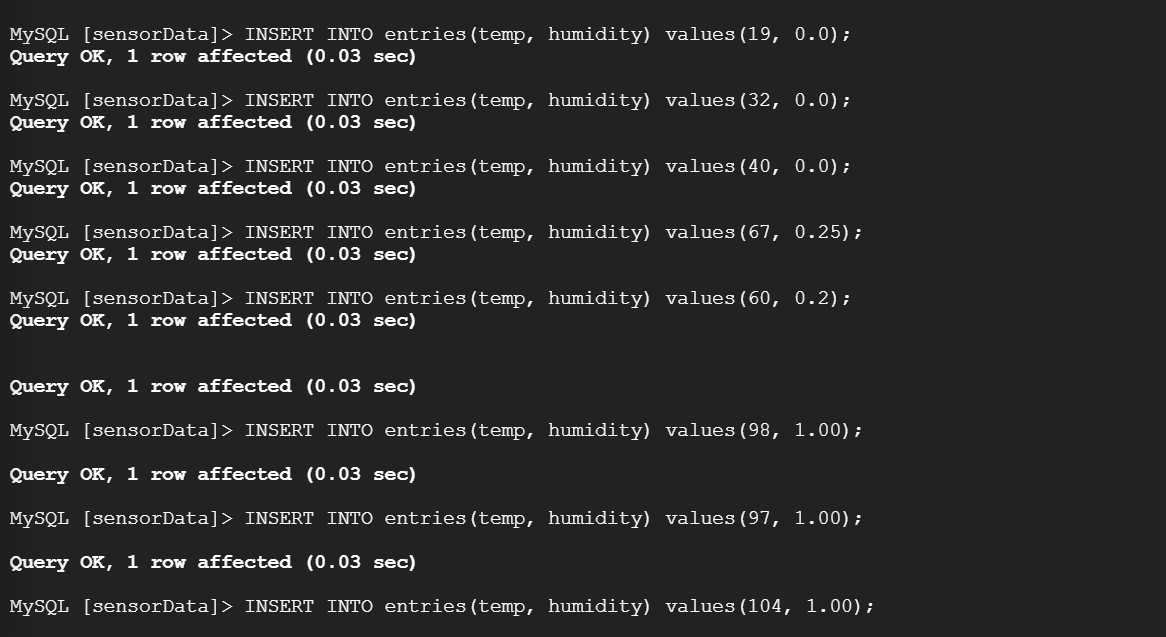 MySQL [sensorData]> INSERT INTO entries(temp, humidity) values(19, 0.0);
Query OK, 1 row affected (0.03 sec)
MySQL [sensorData]> INSERT INTO entries(temp, humidity) values(32, 0.0);
Query OK, 1 row affected (0.03 sec)
MySQL [sensorData]> INSERT INTO entries(temp, humidity) values(40, 0.0);
Query OK, 1 row affected (0.03 sec)
MySQL [sensorData]> INSERT INTO entries(temp, humidity) values(67, 0.25);
Query OK, 1 row affected (0.03 sec)
MySQL [sensorData]> INSERT INTO entries(temp, humidity) values(60, 0.2);
Query OK, 1 row affected (0.03 sec)
Query OK, 1 row affected (0.03 sec)
MySQL [sensorData]> INSERT INTO entries(temp, humidity) values(98, 1.00);
Query OK, 1 row affected (0.03 sec)
MySQL [sensorData]> INSERT INTO entries(temp, humidity) values(97, 1.00);
Query OK, 1 row affected (0.03 sec)
MySQL [sensorData]> INSERT INTO entries(temp, humidity) values(104, 1.00);